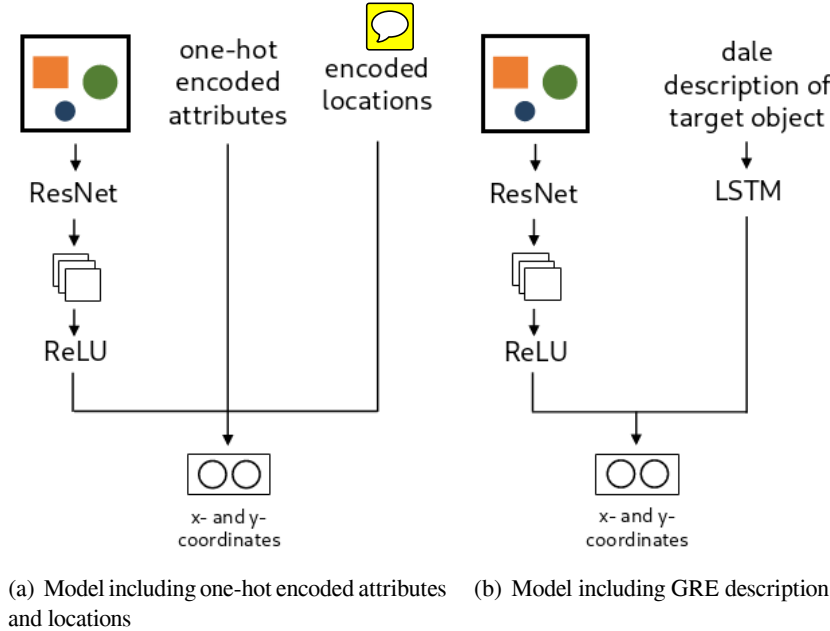 one-hot
encoded
attributes
encoded
locations
ResNet
ReLU
x- and y-
coordinates
(a) Model including one-hot encoded attributes
and locations
dale
description of
target object
ResNet
LSTM
ReLU
x- and y-
coordinates
(b) Model including GRE description